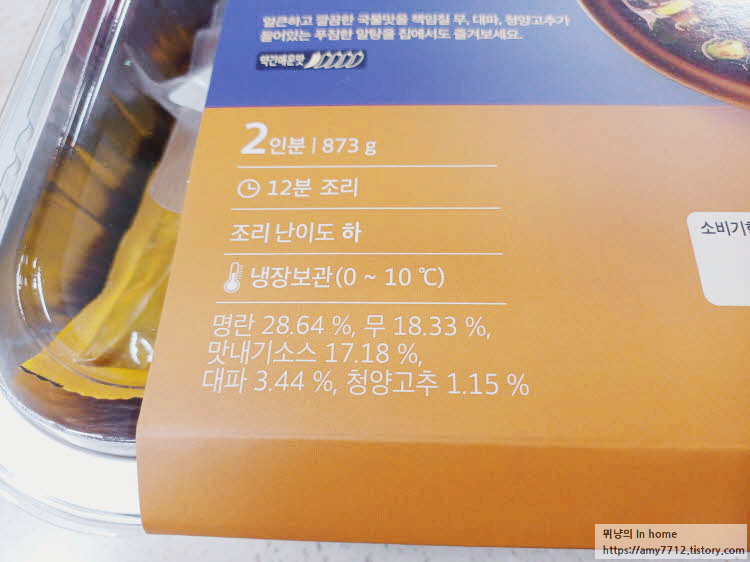 얼큰하고 깔끔한 국물맛을 책임질 무, 대파, 청양고추가
들어있는 푸짐한 알탕을 집에서도 즐겨보세요.
약간매운맛
2인분 | 873 g
12분 조리
조리 난이도 하
냉장보관(0 ~ 10 ℃)
소비기한
명란 28.64 %, 무 18.33 %,
맛내기소스 17.18 %,
대파 3.44 %, 청양고추 1.15 %
뮈냥의 In home
https://amy7712.tistory.com